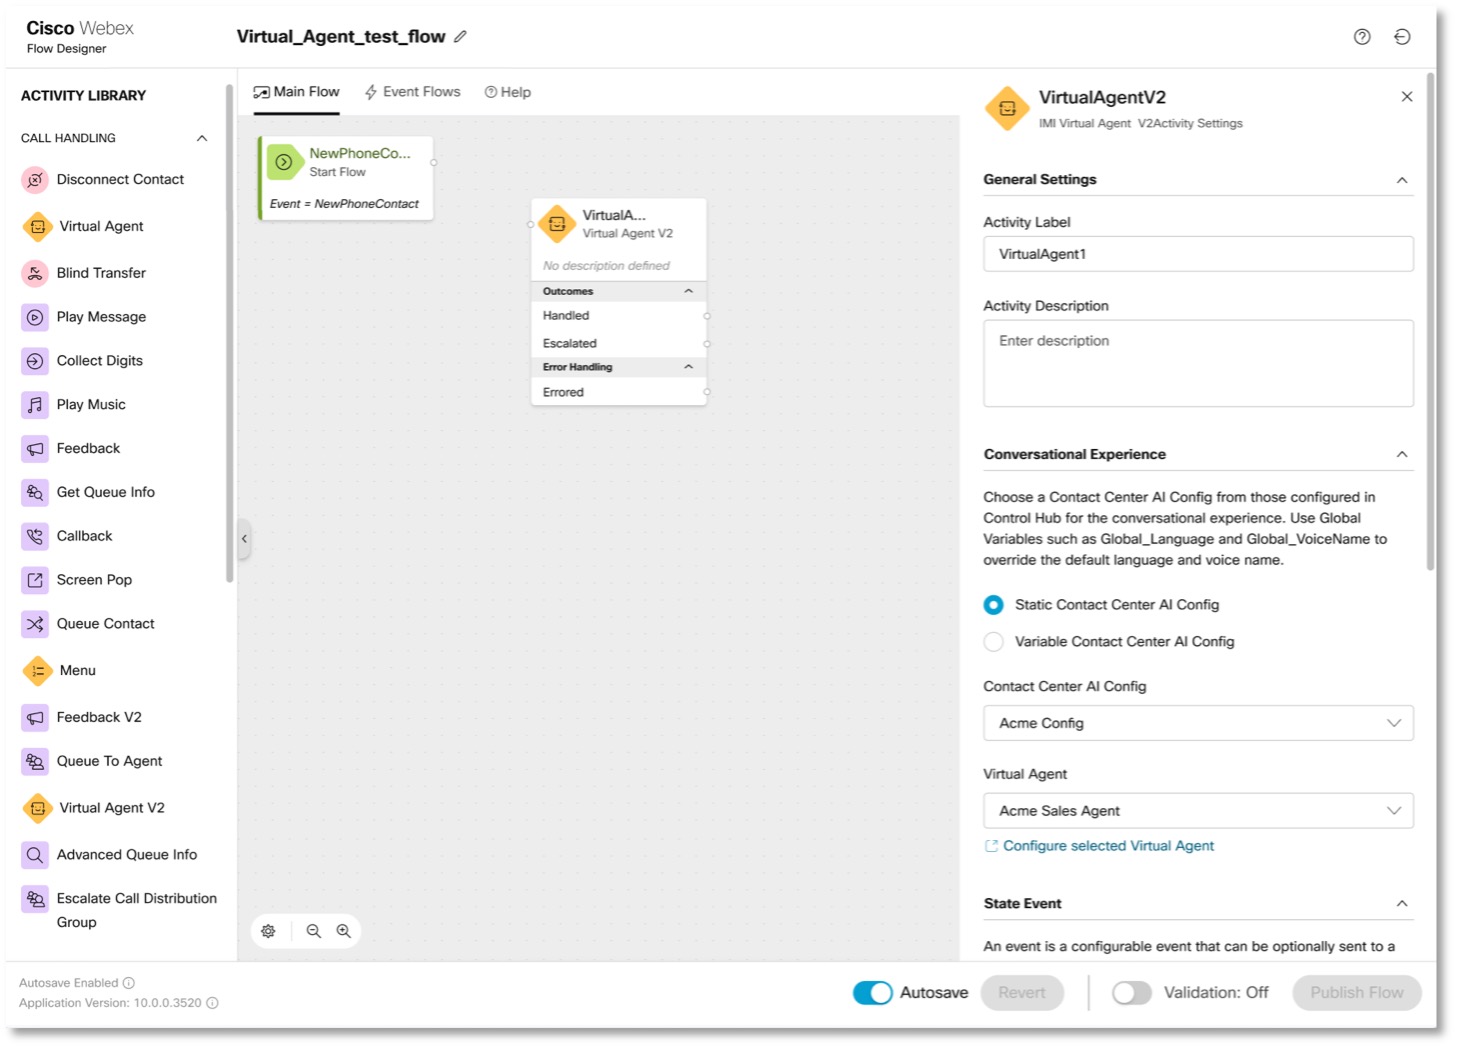 Cisco Webex
Flow Designer
Virtual_Agent_test_flow
ACTIVITY LIBRARY
CALL HANDLING
Disconnect Contact
Virtual Agent
Blind Transfer
Play Message
Collect Digits
Play Music
Feedback
Get Queue Info
Callback
Screen Pop
Queue Contact
Menu
Feedback V2
Queue To Agent
Virtual Agent V2
Advanced Queue Info
Escalate Call Distribution
Group
Main Flow
Event Flows
Help
NewPhoneCo...
Start Flow
Event = NewPhoneContact
VirtualA...
Virtual Agent V2
No description defined
Outcomes
Handled
Escalated
Error Handling
Errored
VirtualAgentV2
IMI Virtual Agent V2Activity Settings
General Settings
Activity Label
VirtualAgent1
Activity Description
Enter description
Conversational Experience
Choose a Contact Center AI Config from those configured in
Control Hub for the conversational experience. Use Global
Variables such as Global_Language and Global_VoiceName to
override the default language and voice name.
Static Contact Center AI Config
Variable Contact Center AI Config
Contact Center AI Config
Acme Config
Virtual Agent
Acme Sales Agent
Configure selected Virtual Agent
State Event
An event is a configurable event that can be optionally sent to a
Autosave Enabled
Application Version: 10.0.0.3520
Autosave
Revert
Validation: Off
Publish Flow